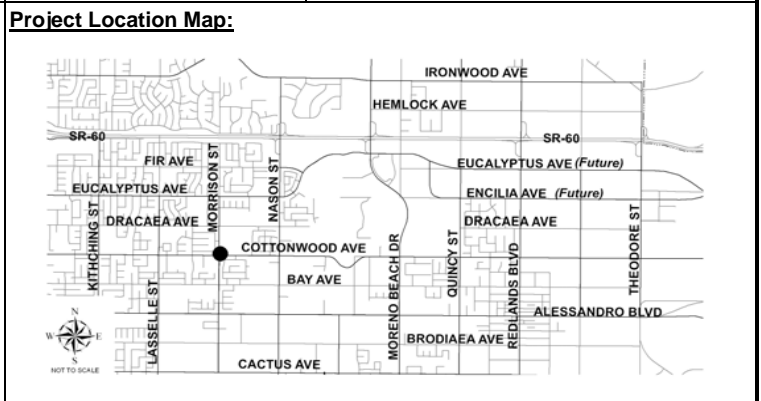 Project Location Map:
IRONWOOD AVE
HEMLOCK AVE
SR-60
SR-60
FIR AVE
EUCALYPTUS AVE (Future)
EUCALYPTUS AVE
ENCILIA AVE (Future)
MORRISON ST
NASON ST
KITHCHING ST
DRACAEA AVE
DRACAEA AVE
THEODORE ST
COTTONWOOD AVE
MORENO BEACH DR
QUINCY ST
REDLANDS BLVD
BAY AVE
LASSELLE ST
ALESSANDRO BLVD
BRODIAEA AVE
CACTUS AVE
N
W E
S
NOT TO SCALE